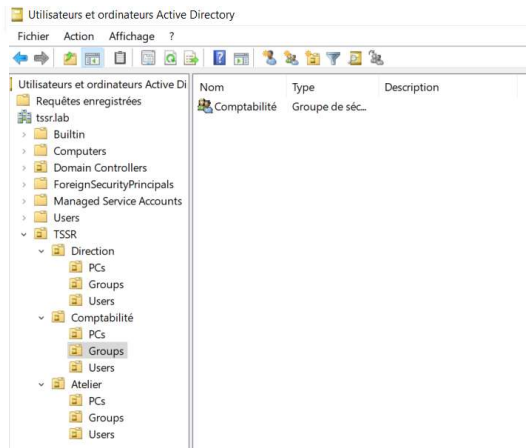 Utilisateurs et ordinateurs Active Directory
Fichier Action Affichage ?
Utilisateurs et ordinateurs Active Di
Requêtes enregistrées
tssr.lab
Builtin
Computers
Domain Controllers
ForeignSecurityPrincipals
Managed Service Accounts
Users
TSSR
Direction
PCs
Groups
Users
Comptabilité
PCs
Groups
Users
Atelier
PCs
Groups
Users
Nom Type Description
Comptabilité Groupe de séc...